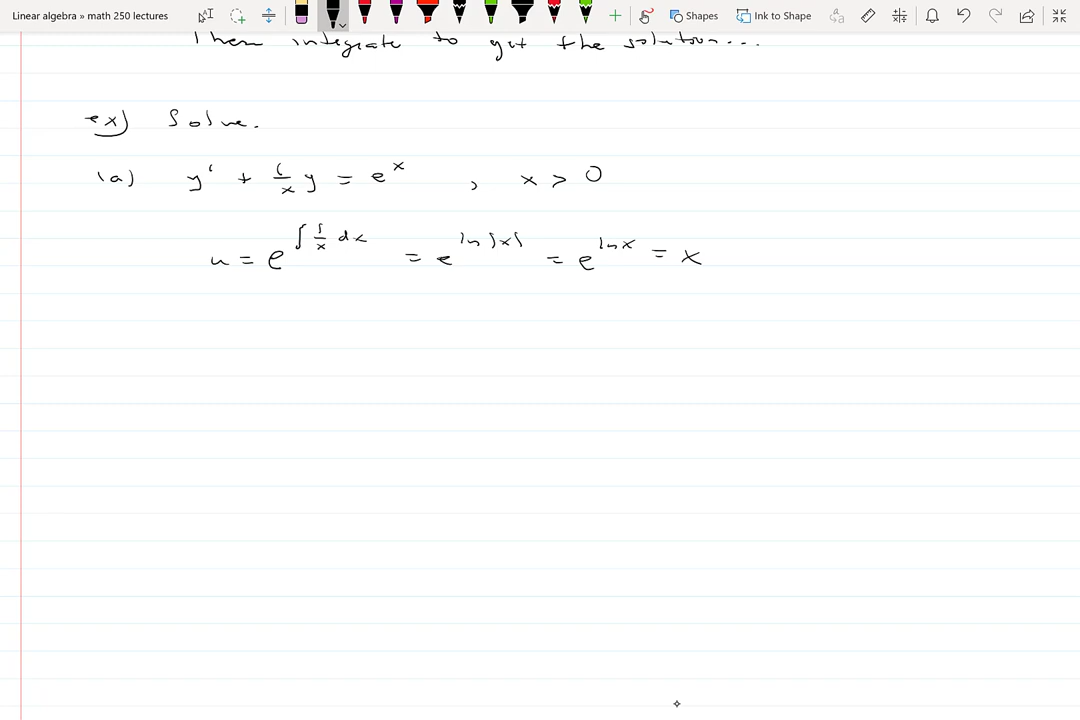 Linear algebra » math 250 lectures Shapes Ink to Shape
Then integrate to get the solution...
ex) Solve.
(a) y' + 1/x y = e^x , x > 0
u = e^{∫ 1/x dx} = e^{ln|x|} = e^{ln x} = x